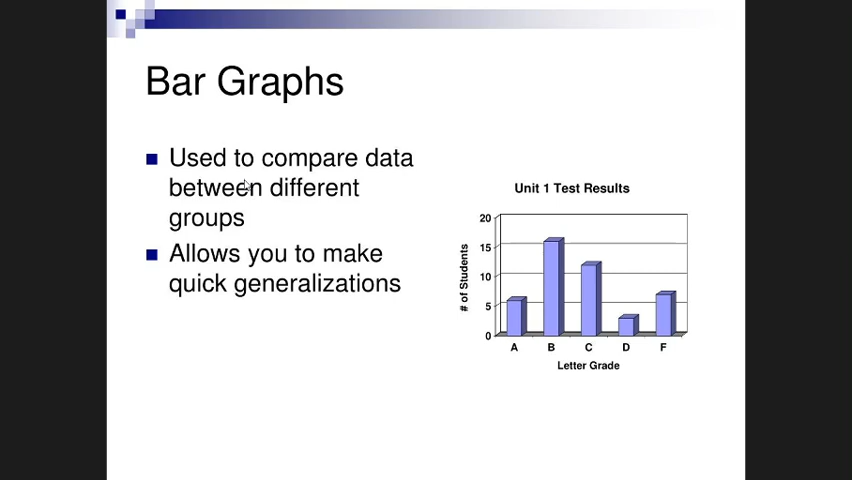 Bar Graphs
Used to compare data
between different
groups
Allows you to make
quick generalizations
Unit 1 Test Results
# of Students
20
15
10
5
0
A B C D F
Letter Grade